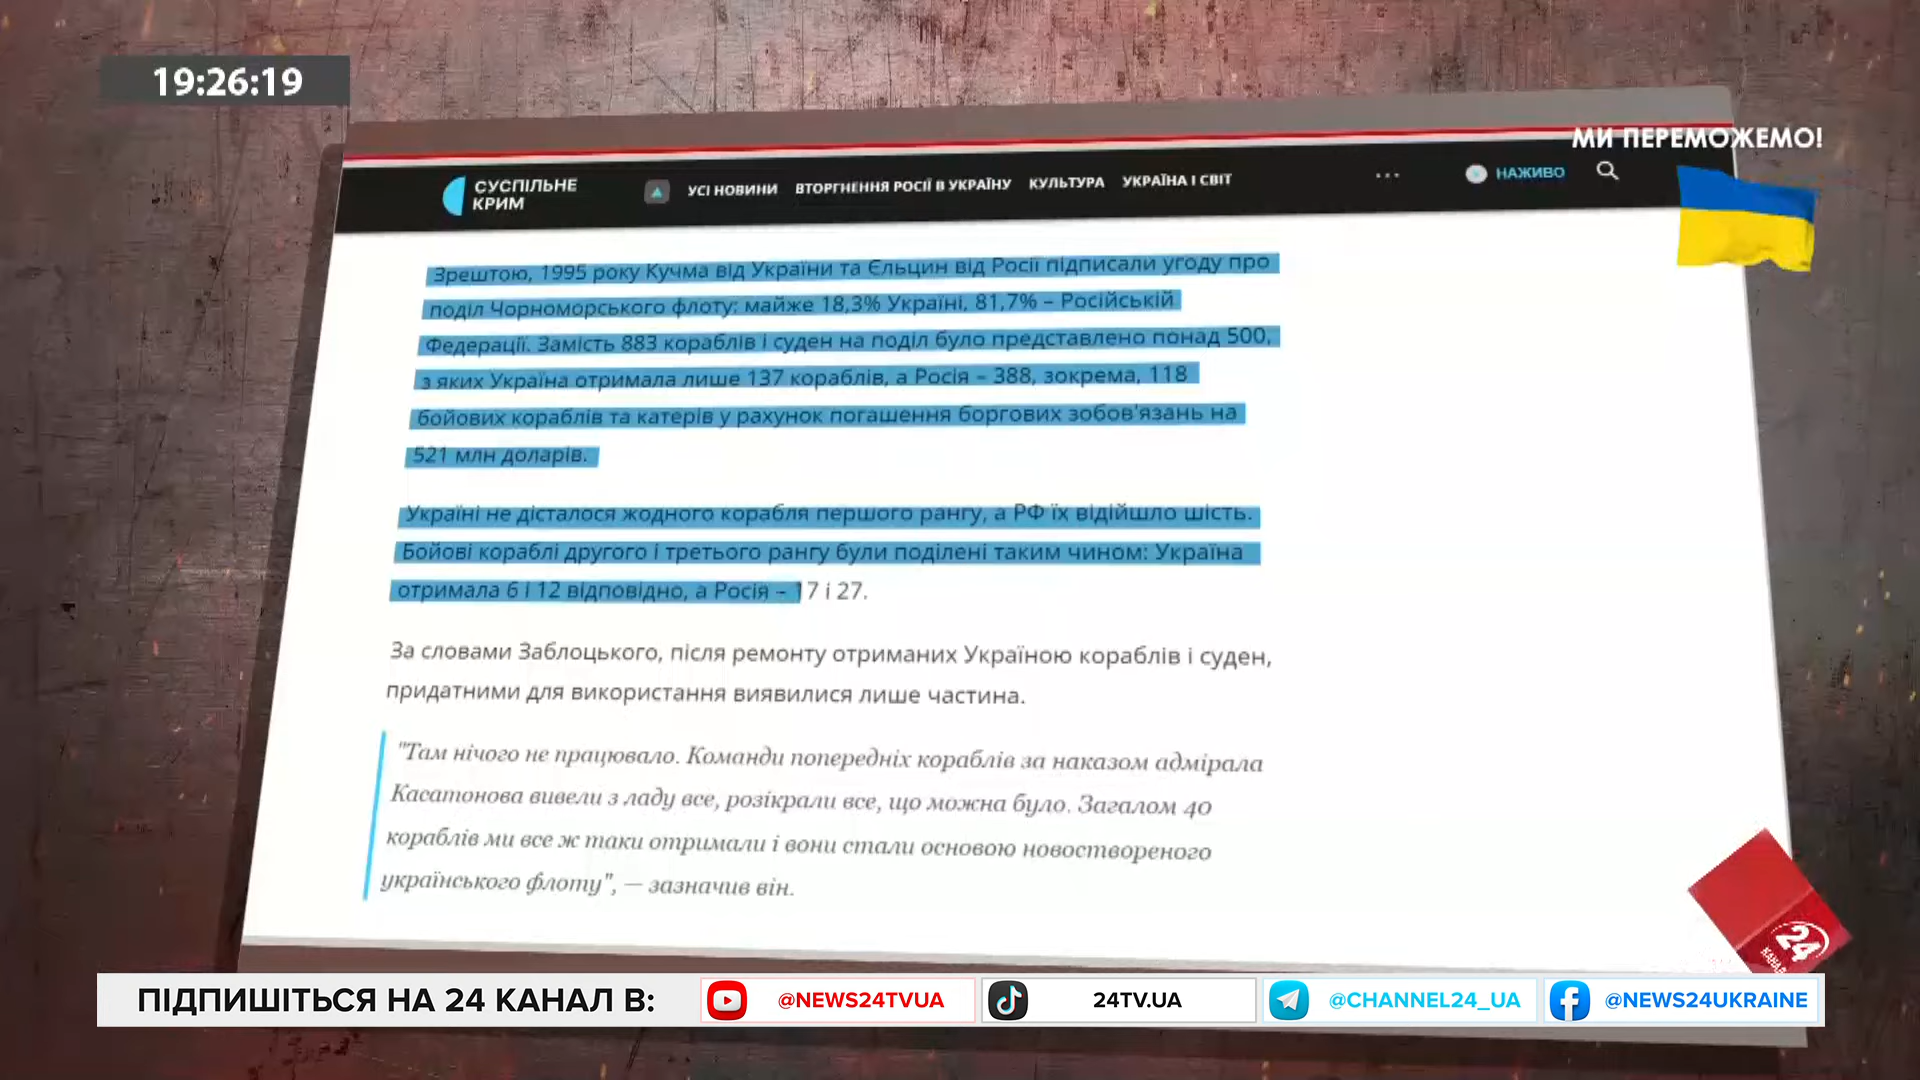 19:26:19
МИ ПЕРЕМОЖЕМО!
СУСПІЛЬНЕ
КРИМ
УСІ НОВИНИ ВТОРГНЕННЯ РОСІЇ В УКРАЇНУ КУЛЬТУРА УКРАЇНА І СВІТ ... НАЖИВО
Зрештою, 1995 року Кучма від України та Єльцин від Росії підписали угоду про
поділ Чорноморського флоту: майже 18,3% Україні, 81,7% – Російській
Федерації. Замість 883 кораблів і суден на поділ було представлено понад 500,
з яких Україна отримала лише 137 кораблів, а Росія – 388, зокрема, 118
бойових кораблів та катерів у рахунок погашення боргових зобов'язань на
521 млн доларів.
Україні не дісталося жодного корабля першого рангу, а РФ їх відійшло шість.
Бойові кораблі другого і третього рангу були поділені таким чином: Україна
отримала 6 і 12 відповідно, а Росія – 17 і 27.
За словами Заблоцького, після ремонту отриманих Україною кораблів і суден,
придатними для використання виявилися лише частина.
"Там нічого не працювало. Команди попередніх кораблів за наказом адмірала
Касатонова вивели з ладу все, розікрали все, що можна було. Загалом 40
кораблів ми все ж таки отримали і вони стали основою новоствореного
українського флоту", — зазначив він.
24
КАНАЛ
ПІДПИШІТЬСЯ НА 24 КАНАЛ В: @NEWS24TVUA 24TV.UA @CHANNEL24_UA @NEWS24UKRAINE